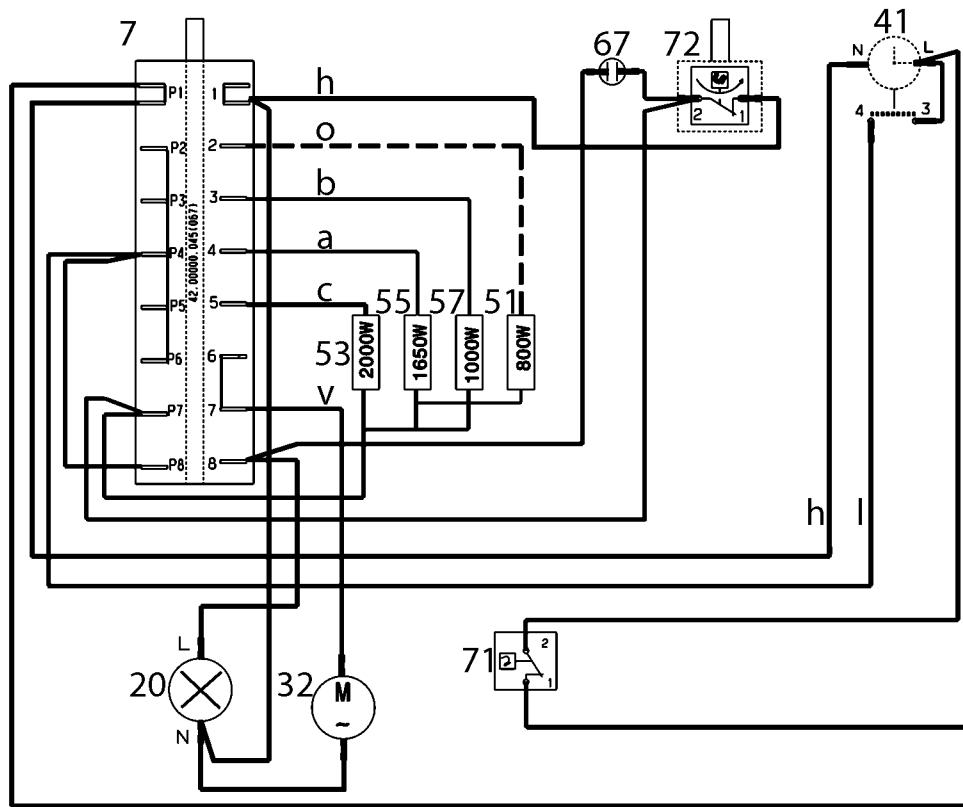 7
67
72
41
N L
P1 1 h
2 1
4 3
P2 2 o
P3 3 b
P4 4 a
42.00000.045(067)
P5 5 c
55 57 51
53 2000W 1650W 1000W 800W
P6 6
P7 7 v
P8 8
h l
L
20
N
32
M
~
71
2
1